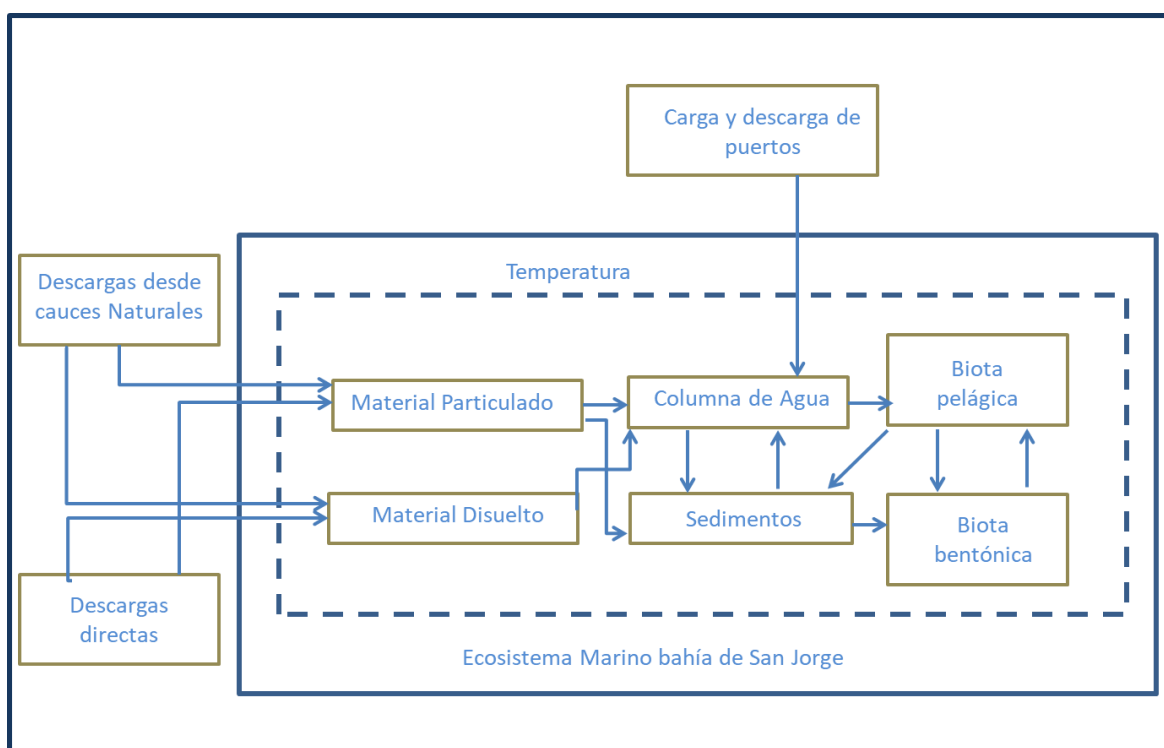 Carga y descarga de
puertos
Descargas desde
cauces Naturales
Temperatura
Material Particulado
Columna de Agua
Biota
pelágica
Material Disuelto
Sedimentos
Biota
bentónica
Descargas
directas
Ecosistema Marino bahía de San Jorge